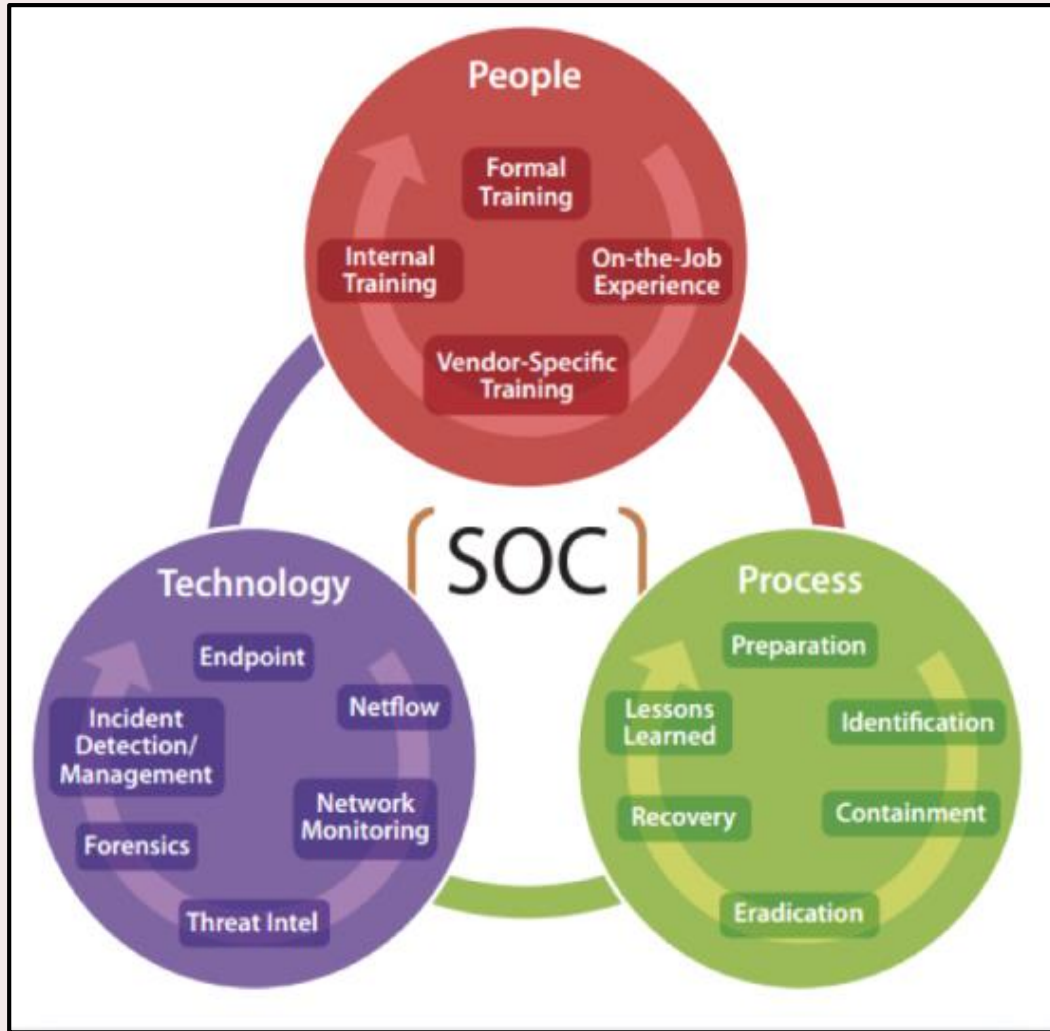 People
Formal
Training
On-the-Job
Experience
Vendor-Specific
Training
Internal
Training
SOC
Technology
Endpoint
Netflow
Network
Monitoring
Threat Intel
Forensics
Incident
Detection/
Management
Process
Preparation
Identification
Containment
Eradication
Recovery
Lessons
Learned